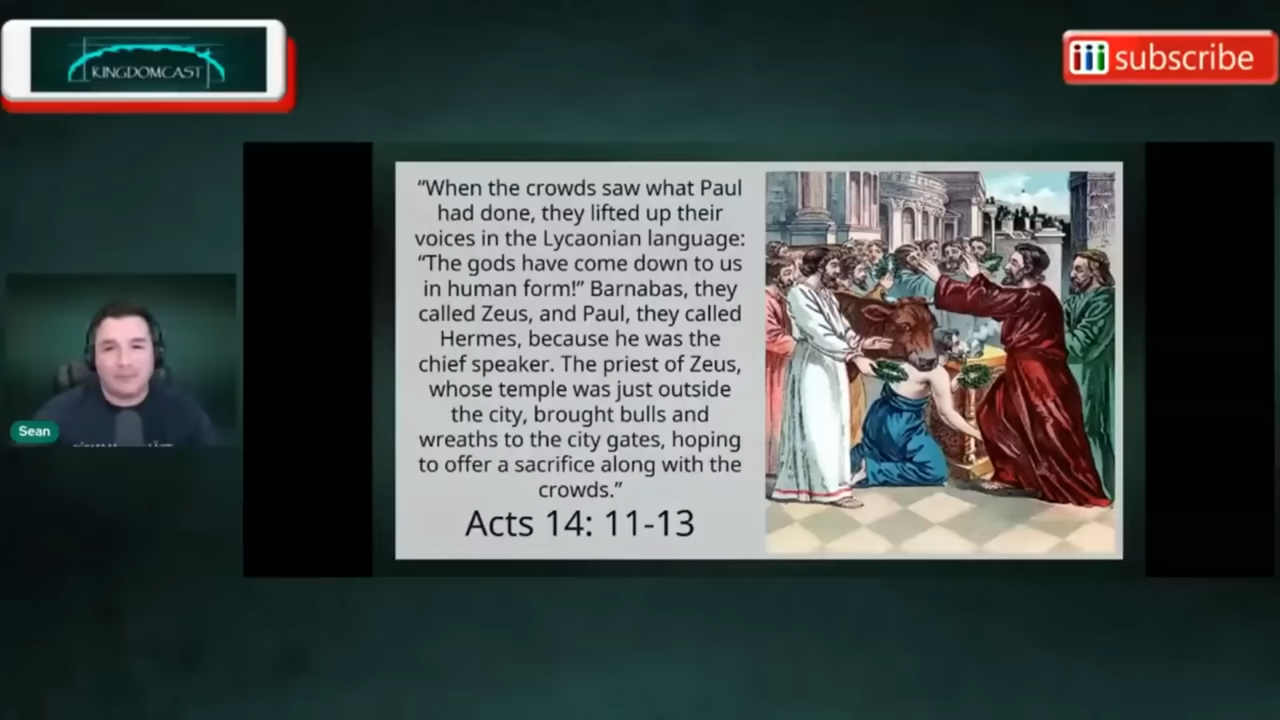 KINGDOMCAST
subscribe
“When the crowds saw what Paul
had done, they lifted up their
voices in the Lycaonian language:
“The gods have come down to us
in human form!” Barnabas, they
called Zeus, and Paul, they called
Hermes, because he was the
chief speaker. The priest of Zeus,
whose temple was just outside
the city, brought bulls and
wreaths to the city gates, hoping
to offer a sacrifice along with the
crowds.”
Acts 14: 11-13
Sean